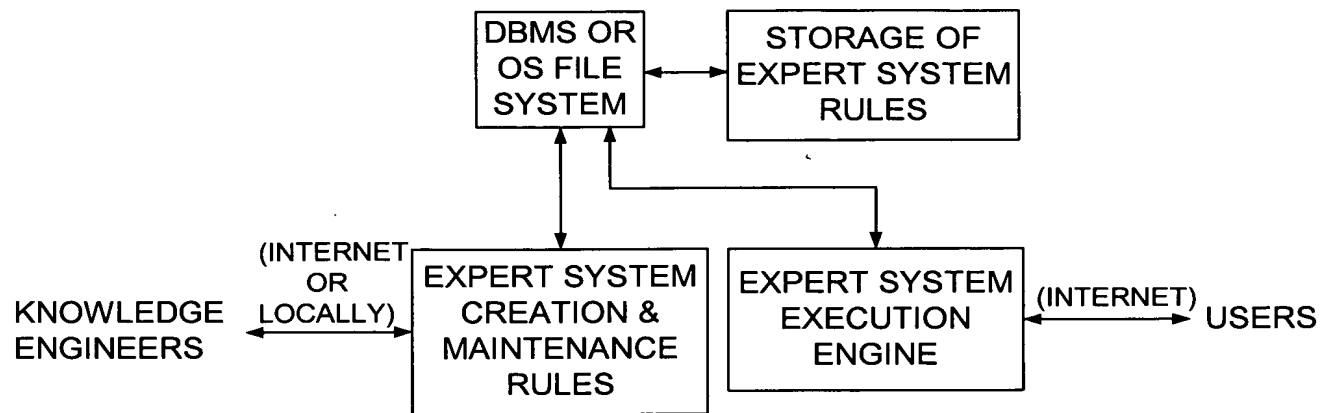 DBMS OR
OS FILE
SYSTEM
STORAGE OF
EXPERT SYSTEM
RULES
(INTERNET
OR
LOCALLY)
KNOWLEDGE
ENGINEERS
EXPERT SYSTEM
CREATION &
MAINTENANCE
RULES
EXPERT SYSTEM
EXECUTION
ENGINE
(INTERNET)
USERS